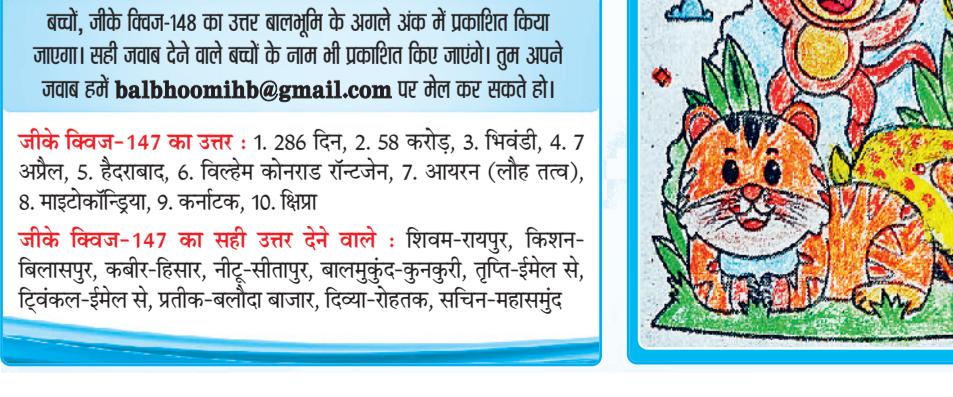 बच्चों, जीके क्विज-148 का उत्तर बालभूमि के अगले अंक में प्रकाशित किया
जाएगा। सही जवाब देने वाले बच्चों के नाम भी प्रकाशित किए जाएंगे। तुम अपने
जवाब हमें balbhoomihb@gmail.com पर मेल कर सकते हो।
जीके क्विज-147 का उत्तर : 1. 286 दिन, 2. 58 करोड़, 3. भिवंडी, 4. 7
अप्रैल, 5. हैदराबाद, 6. विल्हेम कोनराड रॉन्टजेन, 7. आयरन (लौह तत्व),
8. माइटोकॉन्ड्रिया, 9. कर्नाटक, 10. क्षिप्रा
जीके क्विज-147 का सही उत्तर देने वाले : शिवम-रायपुर, किशन-
बिलासपुर, कबीर-हिसार, नीटू-सीतापुर, बालमुकुंद-कुनकुरी, तृप्ति-ईमेल से,
ट्विंकल-ईमेल से, प्रतीक-बलौदा बाजार, दिव्या-रोहतक, सचिन-महासमुंद